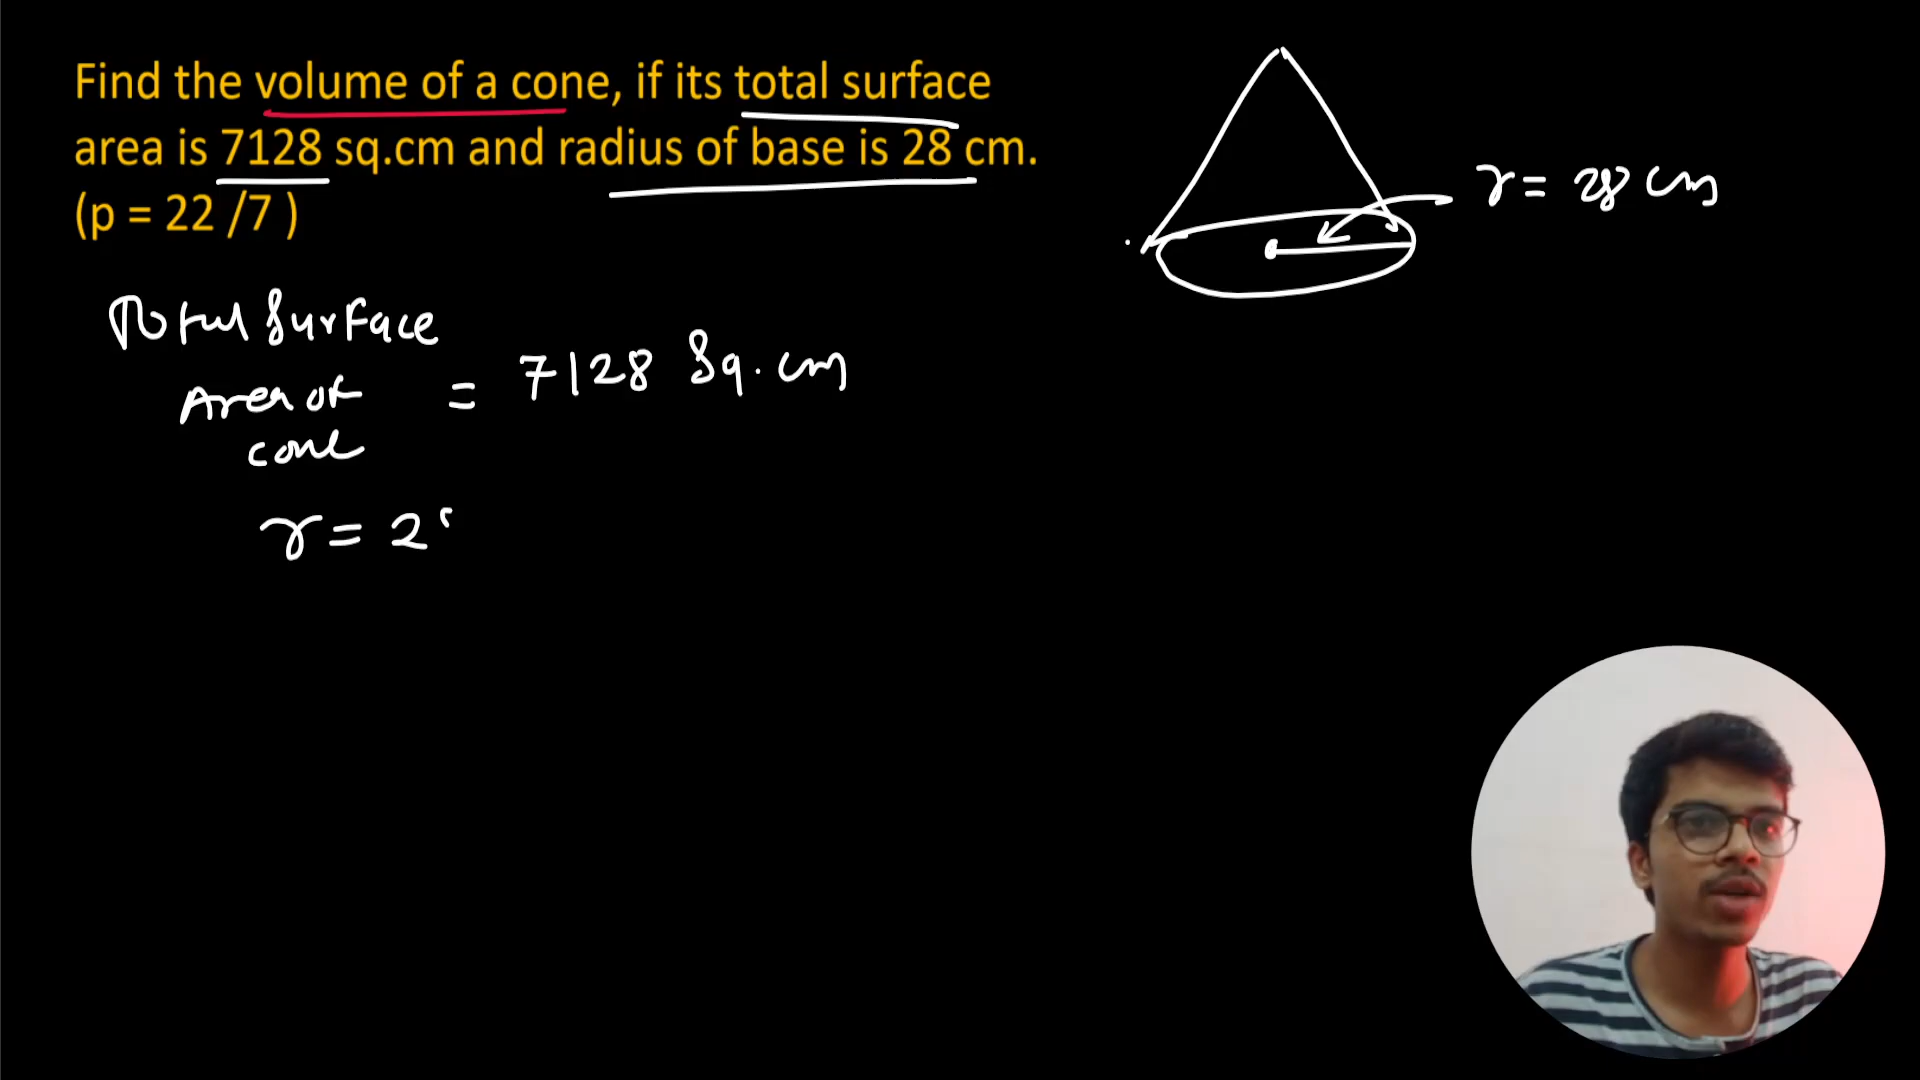 Find the volume of a cone, if its total surface
area is 7128 sq.cm and radius of base is 28 cm.
(p = 22 /7 )
r = 28 cm
Total Surface
Area of = 7128 Sq. cm
cone
r = 2